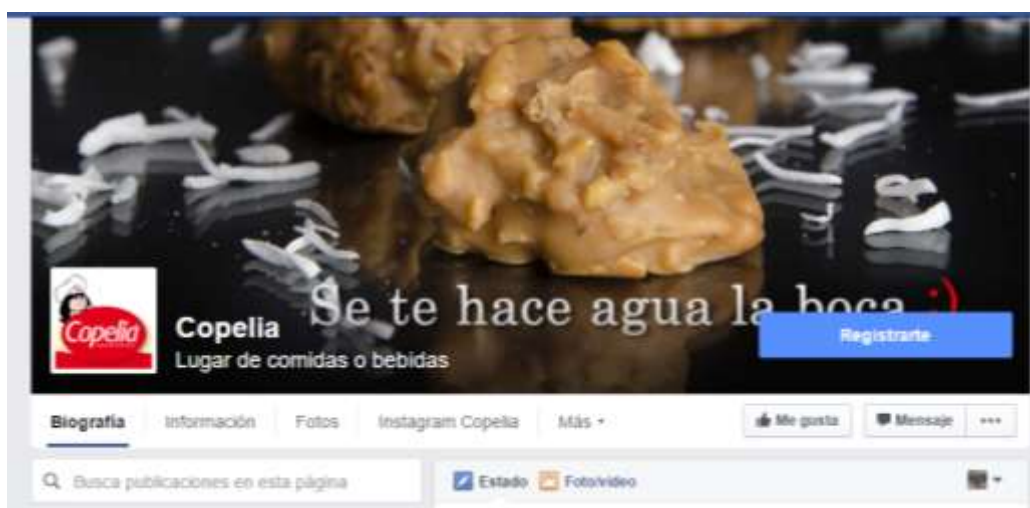 Se te hace agua la boca :)
Copelia
Copelia
Lugar de comidas o bebidas
Registrarte
Biografía Información Fotos Instagram Copelia Más
Me gusta Mensaje
Busca publicaciones en esta página
Estado Foto/vídeo